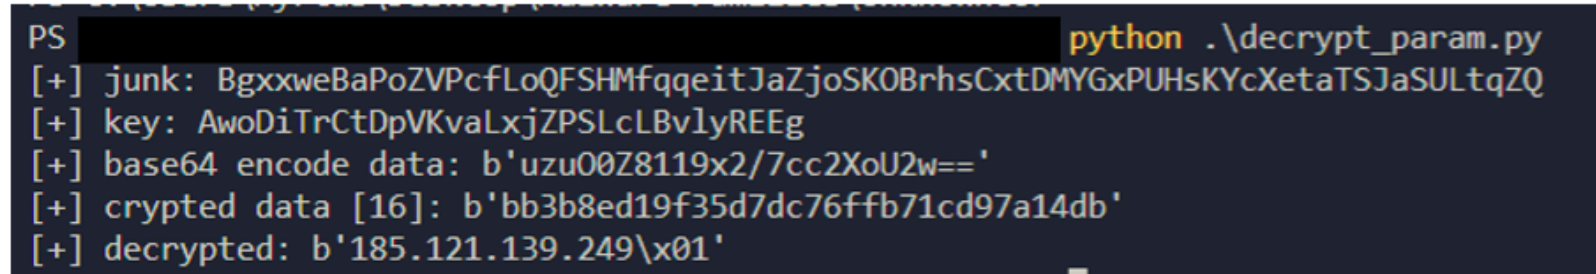 PS python .\decrypt_param.py
[+] junk: BgxxweBaPoZVPcfLoQFSHMfqqeitJaZjoSKOBrhsCxtDMYGxPUHsKYcXetaTSJaSULtqZQ
[+] key: AwoDiTrCtDpVKvaLxjZPSLcLBvlyREEg
[+] base64 encode data: b'uzuO0Z8119x2/7cc2XoU2w=='
[+] crypted data [16]: b'bb3b8ed19f35d7dc76ffb71cd97a14db'
[+] decrypted: b'185.121.139.249\x01'